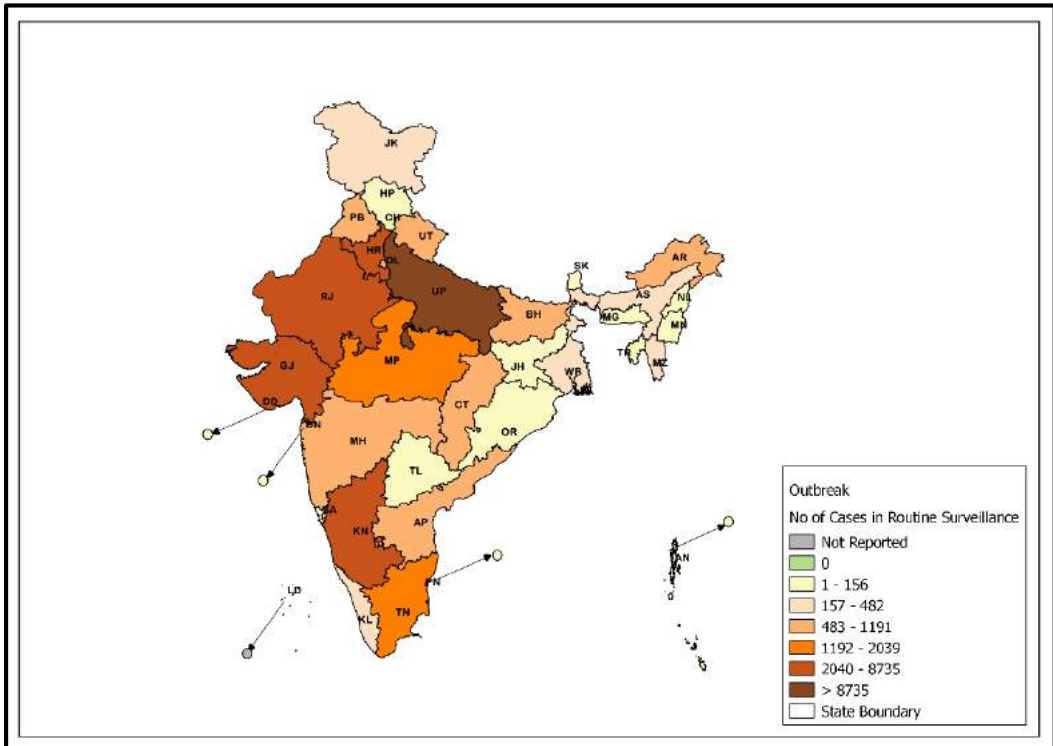 JK
HP
CH
PB
UT
HR
DL
AR
SK
RJ
UP
AS
NL
BH
MG
MN
GJ
MP
JH
TR
MZ
WB
DD
CT
DN
OR
MH
TL
KN
AP
AN
PN
LD
TN
KL
Outbreak
No of Cases in Routine Surveillance
Not Reported
0
1 - 156
157 - 482
483 - 1191
1192 - 2039
2040 - 8735
> 8735
State Boundary